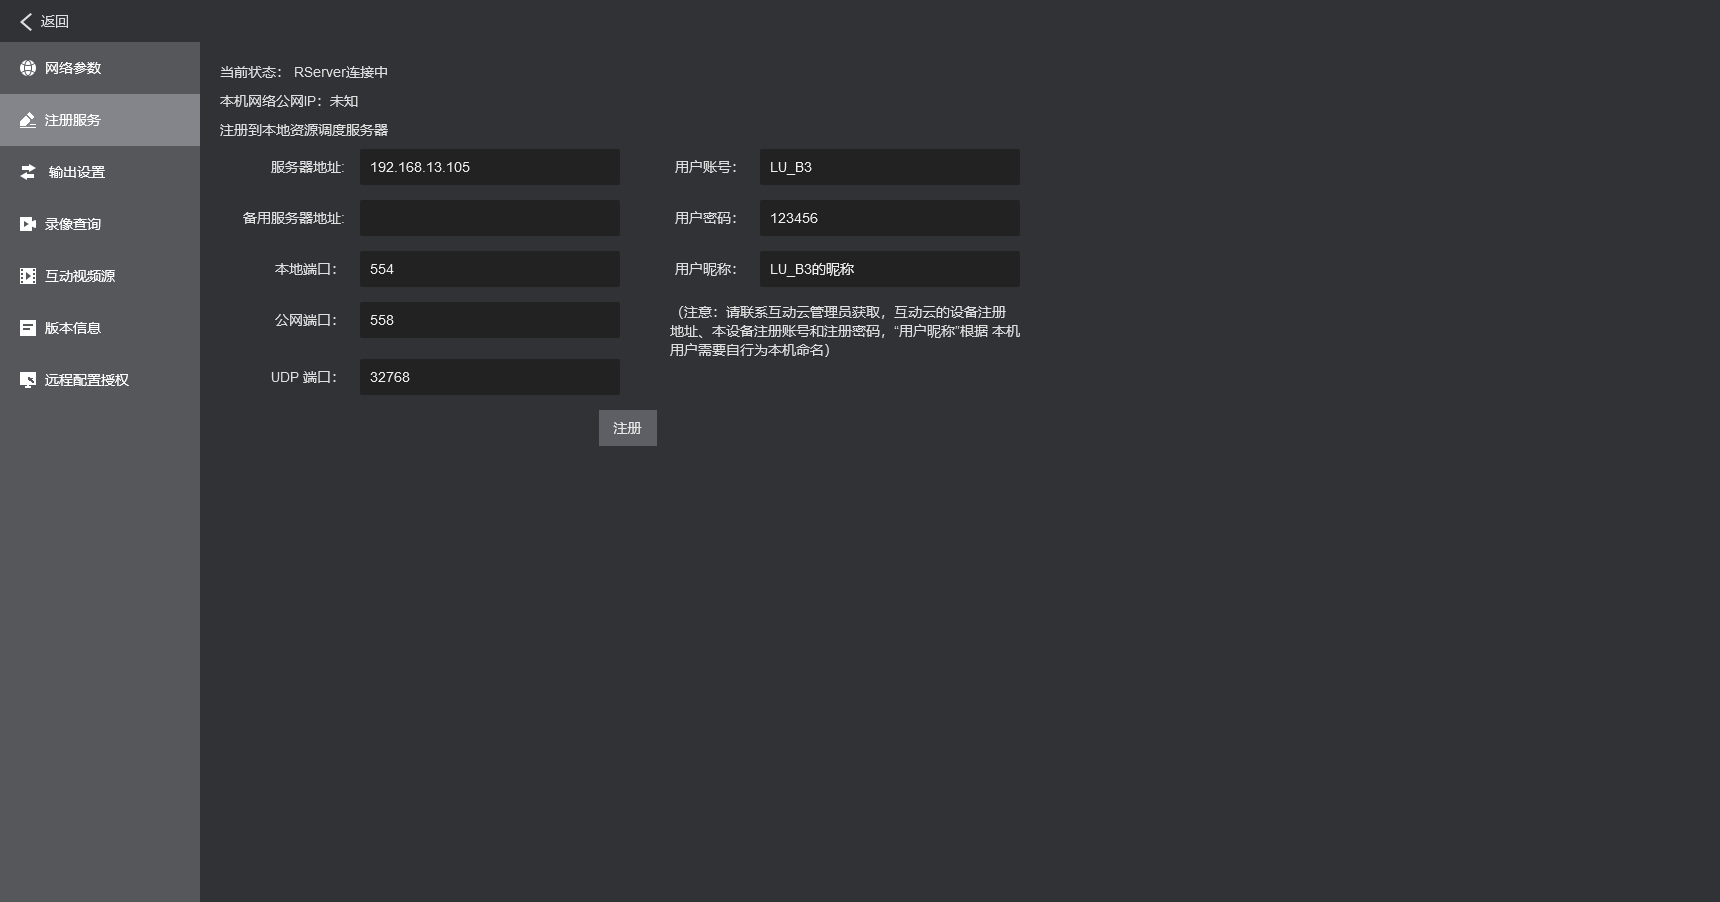 返回
网络参数
注册服务
输出设置
录像查询
互动视频源
版本信息
远程配置授权
当前状态： RServer连接中
本机网络公网IP：未知
注册到本地资源调度服务器
服务器地址: 192.168.13.105
用户账号： LU_B3
备用服务器地址:
用户密码： 123456
本地端口： 554
用户昵称： LU_B3的昵称
公网端口： 558
（注意：请联系互动云管理员获取，互动云的设备注册
地址、本设备注册账号和注册密码，“用户昵称”根据 本机
用户需要自行为本机命名）
UDP 端口： 32768
注册